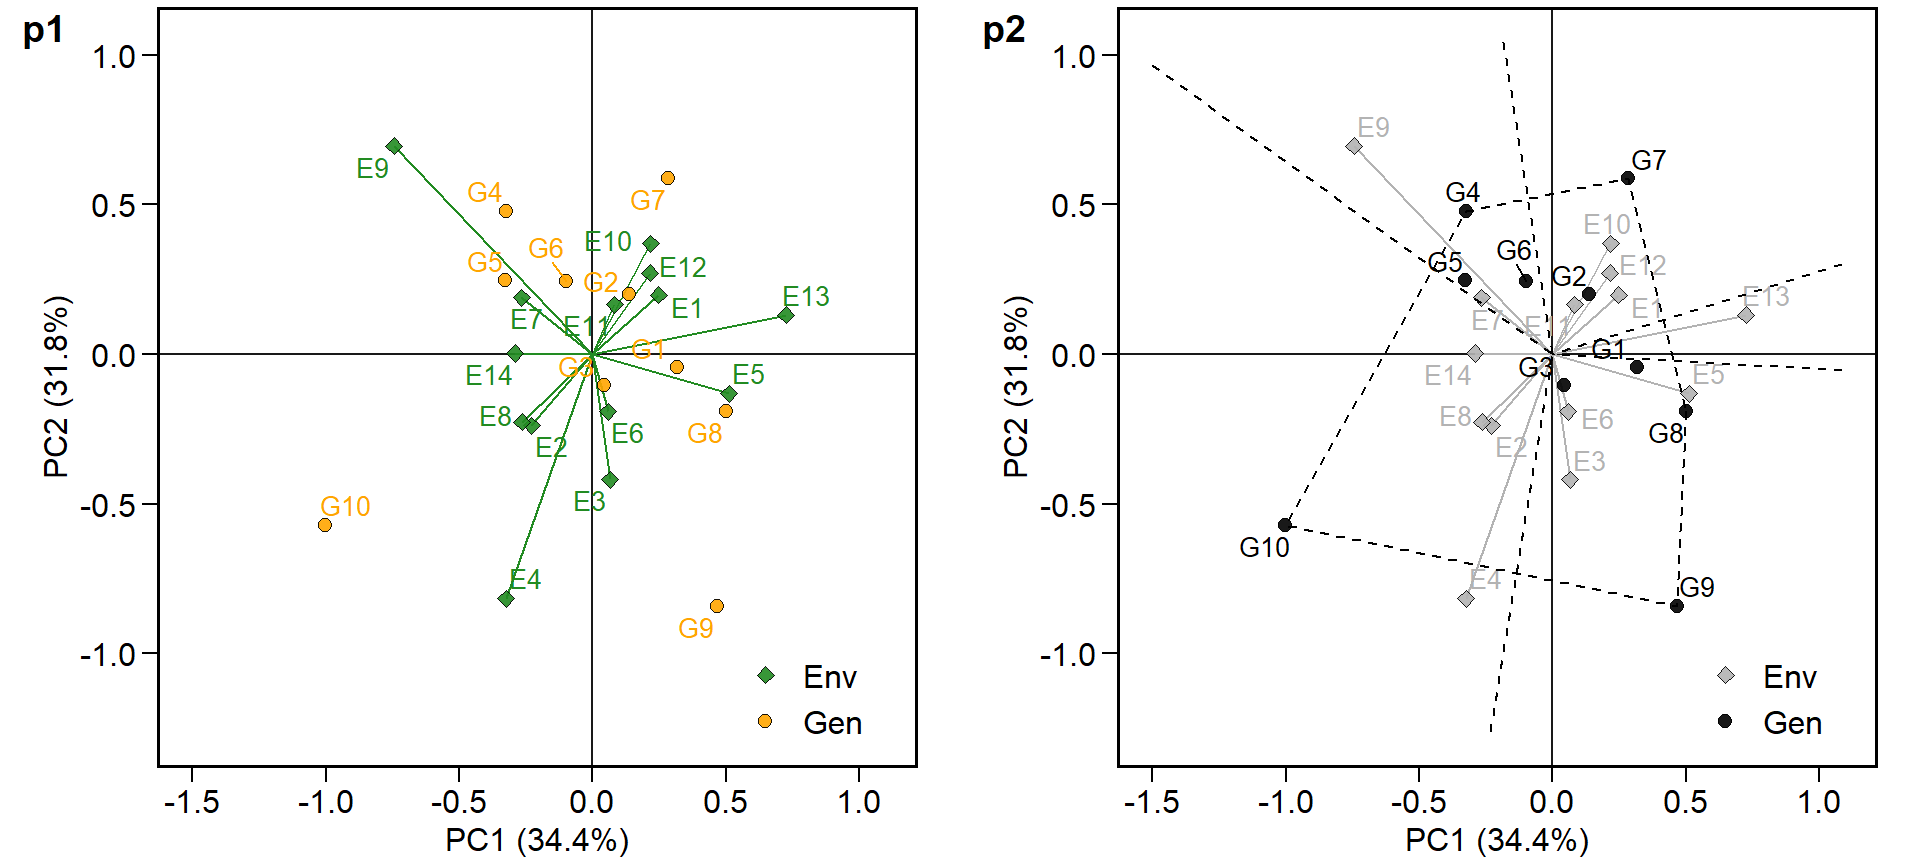 p1
1.0
0.5
0.0
-0.5
-1.0
PC2 (31.8%)
E9
G4
G7
G6
E10
G5
G2
E12
E7
E11
E1
E13
G1
G3
E14
E5
E8
E2
E6
G8
E3
G10
E4
G9
Env
Gen
-1.5 -1.0 -0.5 0.0 0.5 1.0
PC1 (34.4%)
p2
1.0
0.5
0.0
-0.5
-1.0
PC2 (31.8%)
E9
G7
G4
E10
G6
G5
G2
E12
E7
E11
E1
E13
G1
G3
E14
E5
E8
E2
E6
G8
E3
G10
E4
G9
Env
Gen
-1.5 -1.0 -0.5 0.0 0.5 1.0
PC1 (34.4%)